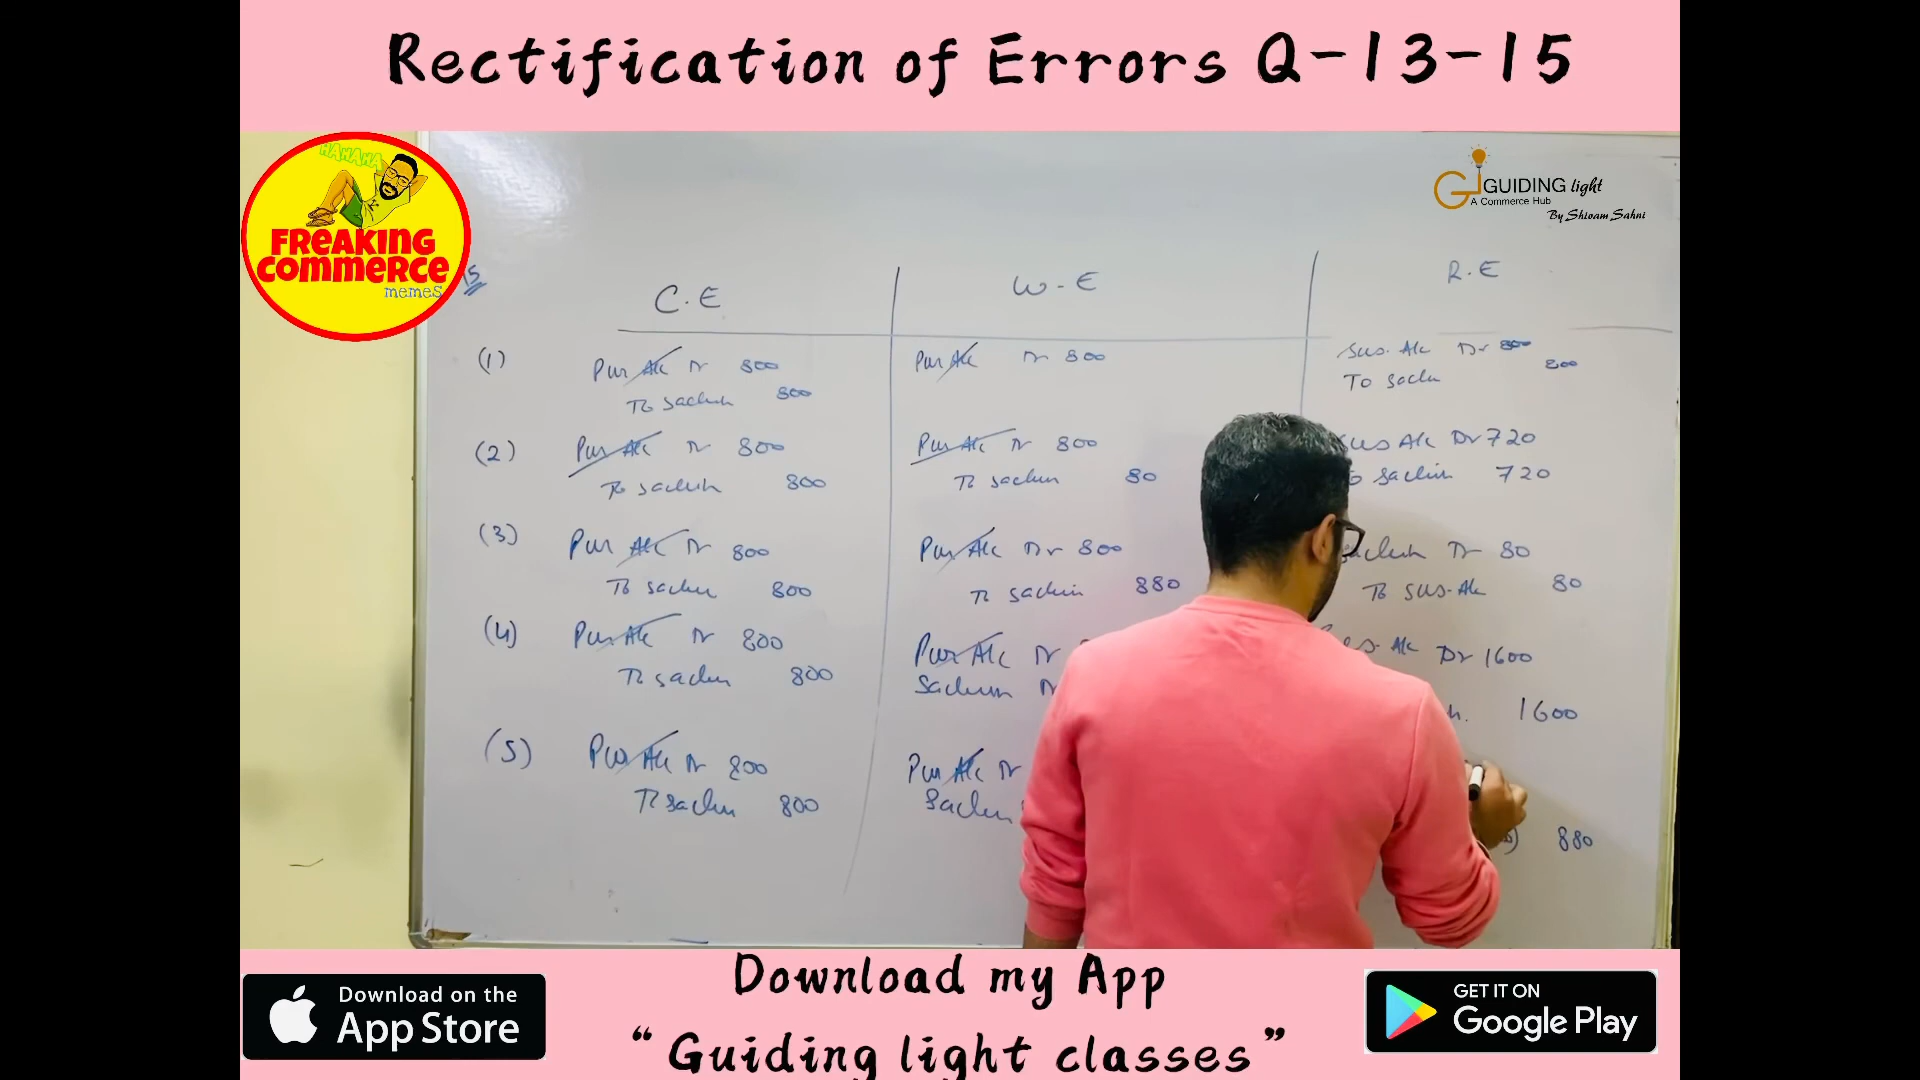 Rectification of Errors Q-13-15
HAHAHA
FREAKING
COMMERCE
memes
GUIDING light
A Commerce Hub
By Shivam Sahni
15
C.E
W-E
R.E
(1)
Pur A/c Dr 800
To Sachin 800
Pur A/c Dr 800
Sus. A/c Dr 800
800
To Sachin
(2)
Pur A/c Dr 800
To Sachin 800
Pur A/c Dr 800
To Sachin 80
Sus A/c Dr 720
Sachin 720
(3)
Pur A/c Dr 800
To Sachin 800
Pur A/c Dr 800
To Sachin 880
Sachin Dr 80
To Sus. A/c 80
(4)
Pur A/c Dr 800
To Sachin 800
Pur A/c Dr
Sachin Dr
A/c Dr 1600
1600
(5)
Pur A/c Dr 800
To Sachin 800
Pur A/c Dr
Sachin
880
Download my App
"Guiding light classes"
Download on the
App Store
GET IT ON
Google Play